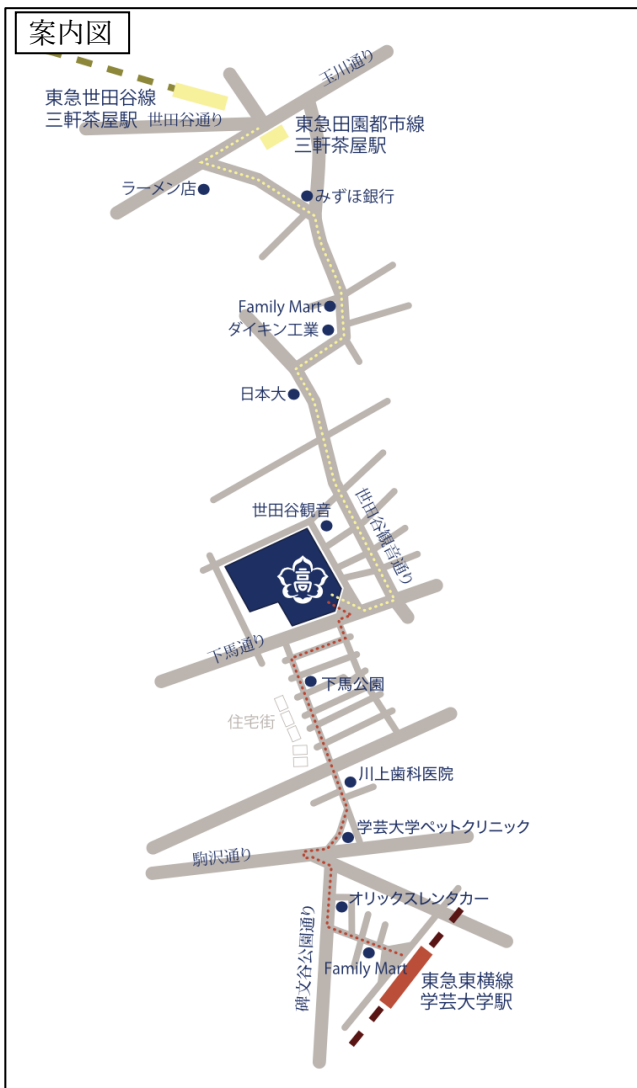 案内図
玉川通り
東急世田谷線
三軒茶屋駅
世田谷通り
東急田園都市線
三軒茶屋駅
ラーメン店
みずほ銀行
Family Mart
ダイキン工業
日本大
世田谷観音
世田谷観音通り
高
下馬通り
下馬公園
住宅街
川上歯科医院
学芸大学ペットクリニック
駒沢通り
オリックスレンタカー
碑文谷公園通り
Family Mart
東急東横線
学芸大学駅